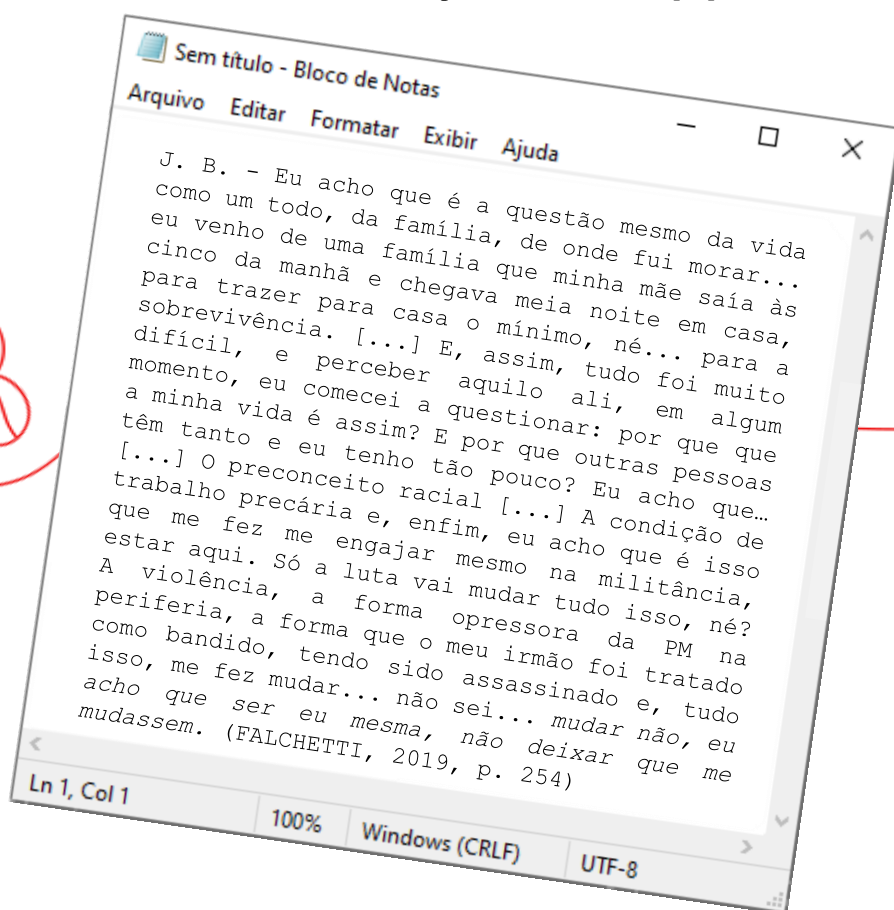 Sem título - Bloco de Notas
Arquivo Editar Formatar Exibir Ajuda
J. B. - Eu acho que é a questão mesmo da vida
como um todo, da família, de onde fui morar...
eu venho de uma família que minha mãe saía às
cinco da manhã e chegava meia noite em casa,
para trazer para casa o mínimo, né... para a
sobrevivência. [...] E, assim, tudo foi muito
difícil, e perceber aquilo ali, em algum
momento, eu comecei a questionar: por que que
a minha vida é assim? E por que outras pessoas
têm tanto e eu tenho tão pouco? Eu acho que…
[...] O preconceito racial [...] A condição de
trabalho precária e, enfim, eu acho que é isso
que me fez me engajar mesmo na militância,
estar aqui. Só a luta vai mudar tudo isso, né?
A violência, a forma opressora da PM na
periferia, a forma que o meu irmão foi tratado
como bandido, tendo sido assassinado e, tudo
isso, me fez mudar... não sei... mudar não, eu
acho que ser eu mesma, não deixar que me
mudassem. (FALCHETTI, 2019, p. 254)
Ln 1, Col 1 100% Windows (CRLF) UTF-8